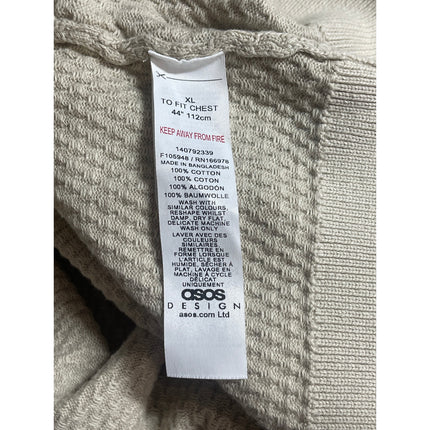 XL
TO FIT CHEST
44" 112cm
KEEP AWAY FROM FIRE
140792339
F105948 / RN166978
MADE IN BANGLADESH
100% COTTON
100% COTON
100% ALGODÓN
100% BAUMWOLLE
WASH WITH
SIMILAR COLOURS.
RESHAPE WHILST
DAMP, DRY FLAT,
DELICATE MACHINE
WASH ONLY
LAVER AVEC DES
COULEURS
SIMILAIRES.
REMETTRE EN
FORME LORSQUE
L'ARTICLE EST
HUMIDE, SÉCHER À
PLAT, LAVAGE EN
MACHINE À CYCLE
DÉLICAT
UNIQUEMENT
asos
DESIGN
asos.com Ltd